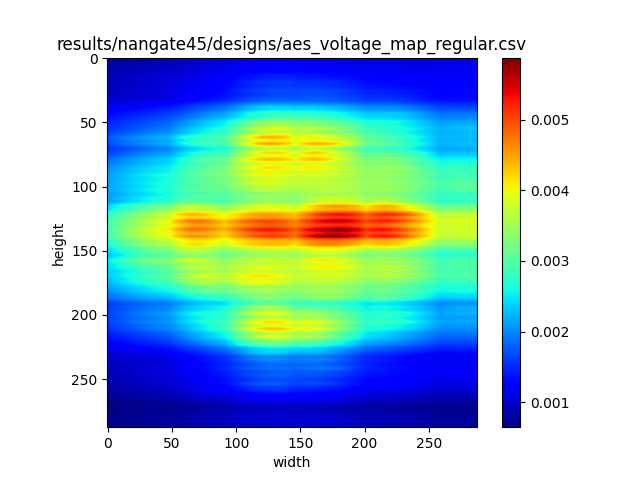 results/nangate45/designs/aes_voltage_map_regular.csv
0
50
100
150
200
250
height
0 50 100 150 200 250
width
0.005
0.004
0.003
0.002
0.001